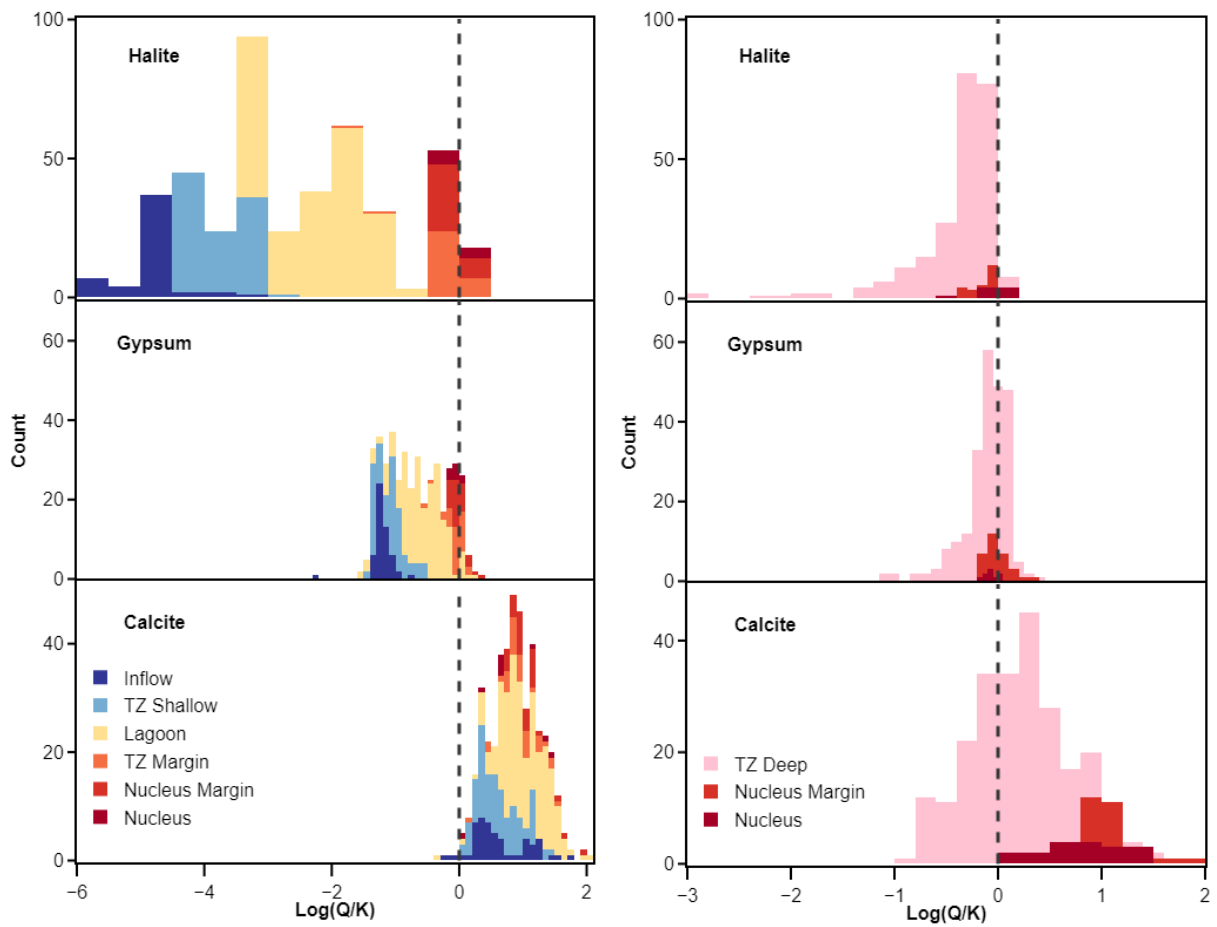 Halite
100
50
0
Gypsum
60
40
20
0
Count
Calcite
40
20
0
Inflow
TZ Shallow
Lagoon
TZ Margin
Nucleus Margin
Nucleus
−6 −4 −2 0 2
Log(Q/K)
Halite
100
50
0
Gypsum
60
40
20
0
Count
Calcite
40
20
0
TZ Deep
Nucleus Margin
Nucleus
−3 −2 −1 0 1 2
Log(Q/K)